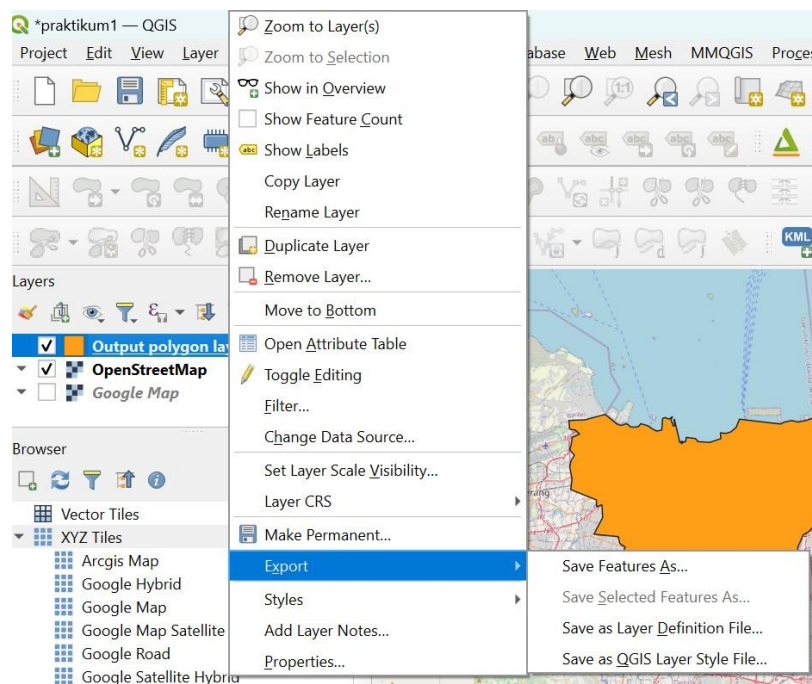 *praktikum1 — QGIS
Project Edit View Layer
abase Web Mesh MMQGIS Proces
Zoom to Layer(s)
Zoom to Selection
Show in Overview
Show Feature Count
Show Labels
Copy Layer
Rename Layer
Duplicate Layer
Remove Layer...
Move to Bottom
Open Attribute Table
Toggle Editing
Filter...
Change Data Source...
Set Layer Scale Visibility...
Layer CRS
Make Permanent...
Export
Styles
Add Layer Notes...
Properties...
Save Features As...
Save Selected Features As...
Save as Layer Definition File...
Save as QGIS Layer Style File...
KML
Layers
Output polygon la
OpenStreetMap
Google Map
Browser
Vector Tiles
XYZ Tiles
Arcgis Map
Google Hybrid
Google Map
Google Map Satellite
Google Road
Google Satellite Hybrid